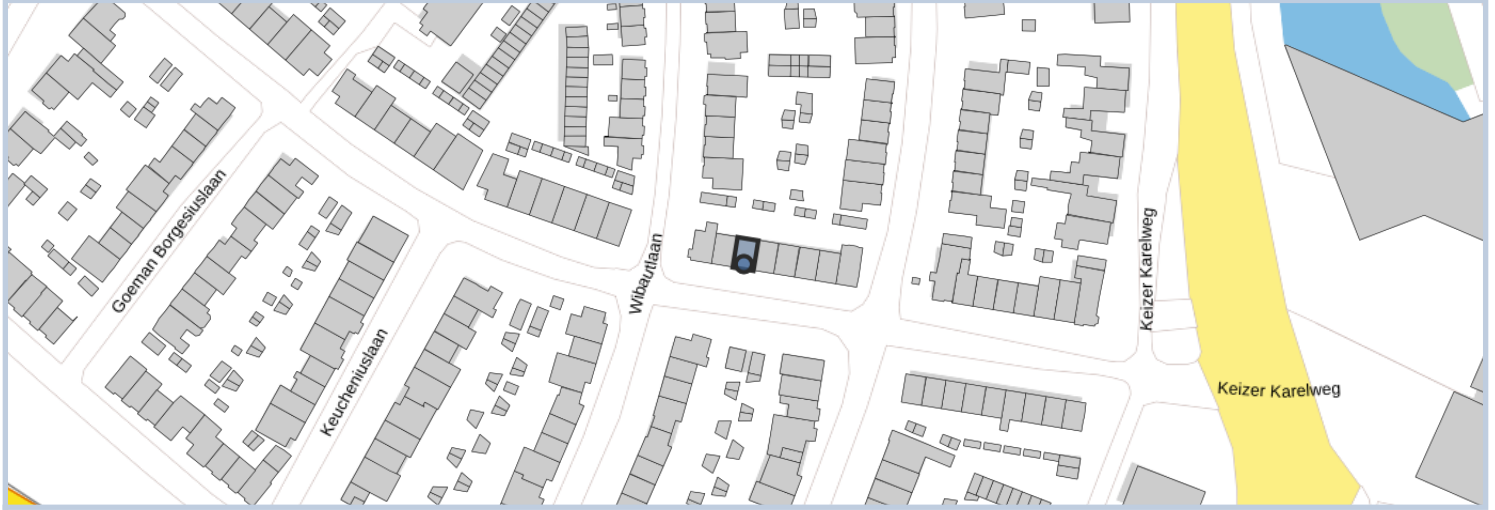 Goeman Borgesiuslaan
Wibautlaan
Keizer Karelweg
Keucheniuslaan
Keizer Karelweg